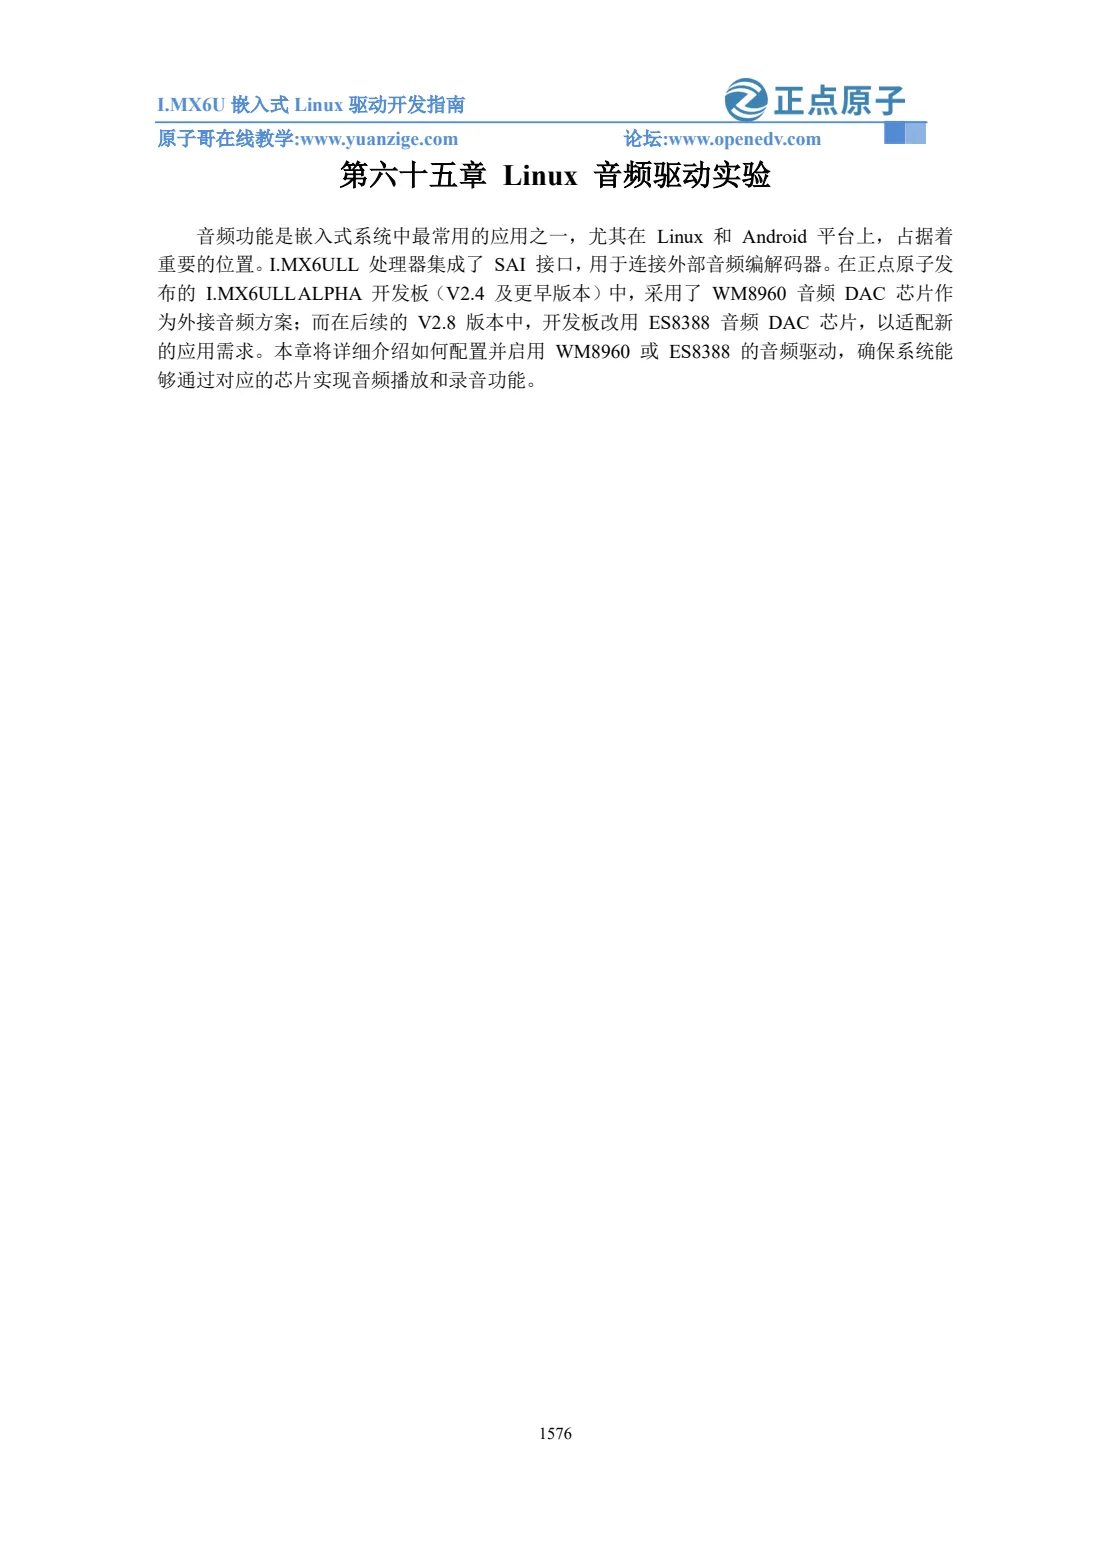 I.MX6U 嵌入式 Linux 驱动开发指南
正点原子
原子哥在线教学:www.yuanzige.com 论坛:www.openedv.com
第六十五章 Linux 音频驱动实验
音频功能是嵌入式系统中最常用的应用之一，尤其在 Linux 和 Android 平台上，占据着
重要的位置。I.MX6ULL 处理器集成了 SAI 接口，用于连接外部音频编解码器。在正点原子发
布的 I.MX6ULL ALPHA 开发板（V2.4 及更早版本）中，采用了 WM8960 音频 DAC 芯片作
为外接音频方案；而在后续的 V2.8 版本中，开发板改用 ES8388 音频 DAC 芯片，以适配新
的应用需求。本章将详细介绍如何配置并启用 WM8960 或 ES8388 的音频驱动，确保系统能
够通过对应的芯片实现音频播放和录音功能。
1576